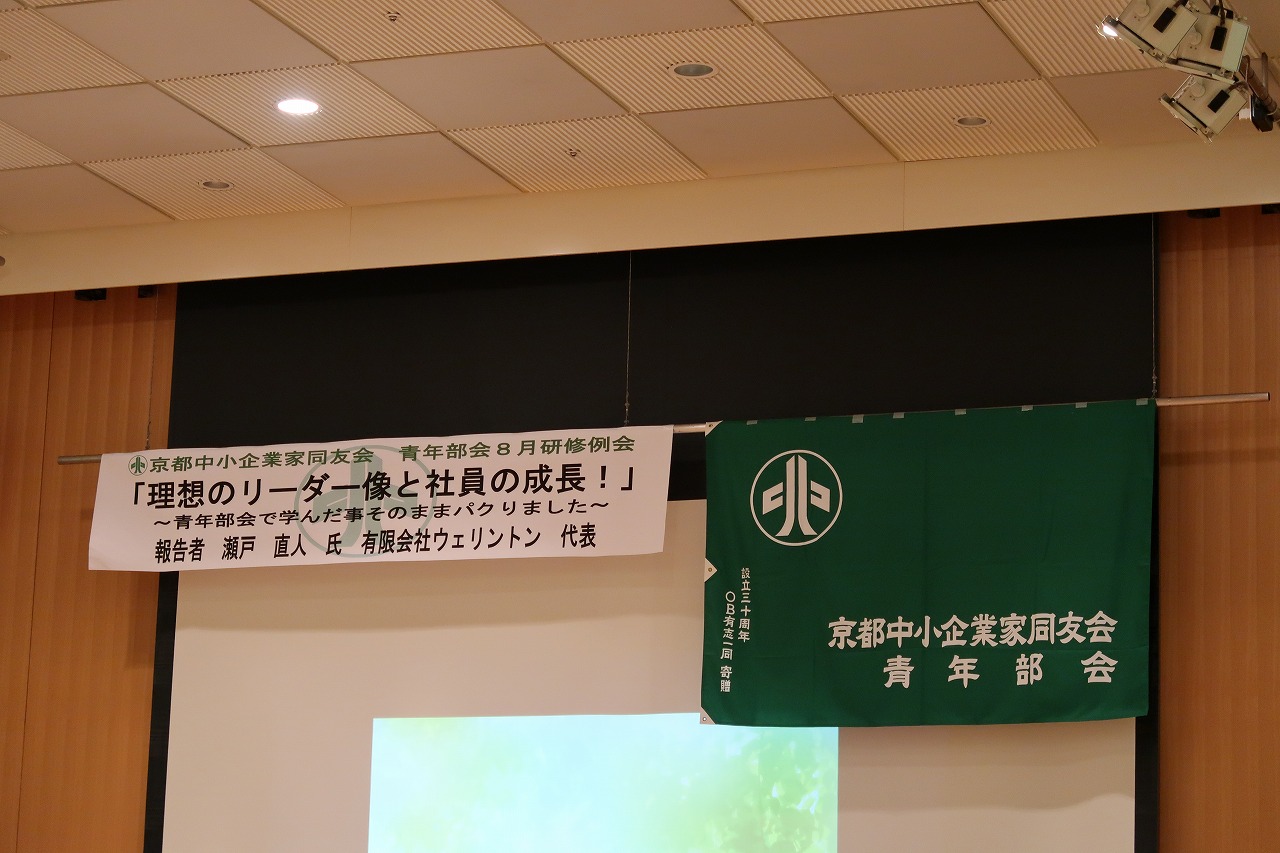 京都中小企業家同友会　青年部会８月研修例会
「理想のリーダー像と社員の成長！」
～青年部会で学んだ事そのままパクりました～
報告者　瀬戸　直人　氏　有限会社ウェリントン　代表
設立三十周年
ＯＢ有志一同 寄贈
京都中小企業家同友会
青年部会